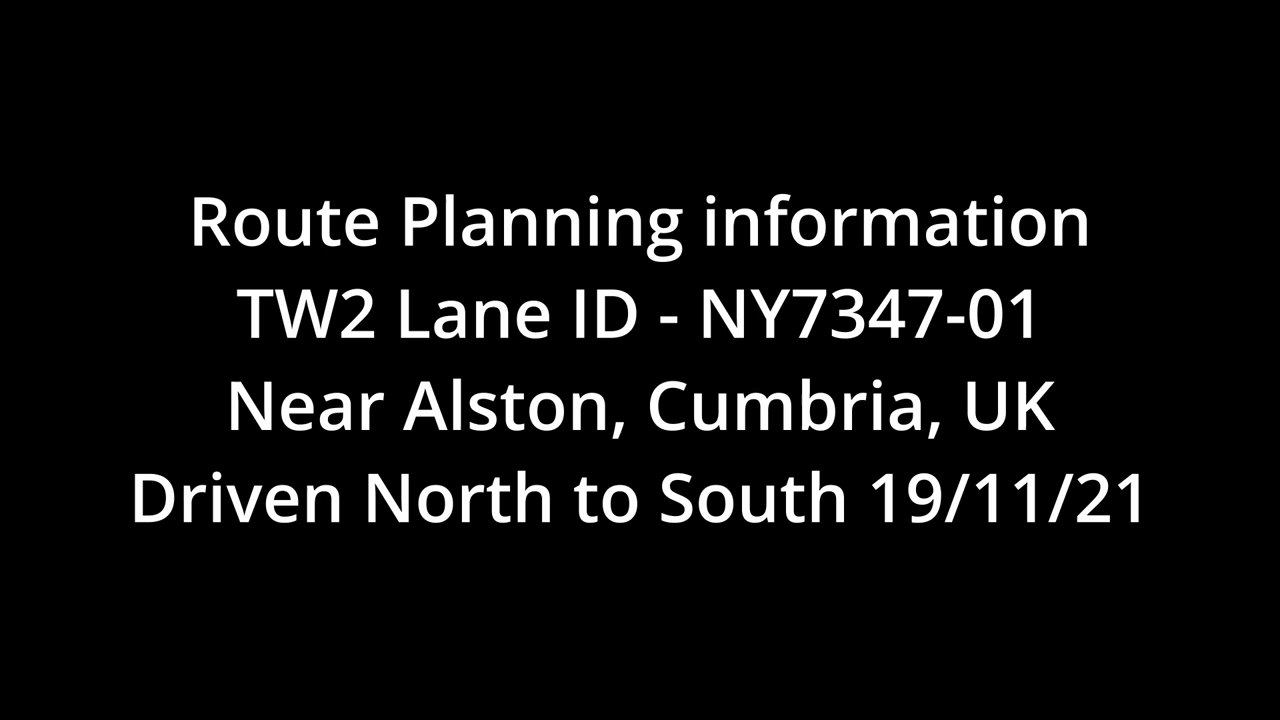 Route Planning information
TW2 Lane ID - NY7347-01
Near Alston, Cumbria, UK
Driven North to South 19/11/21